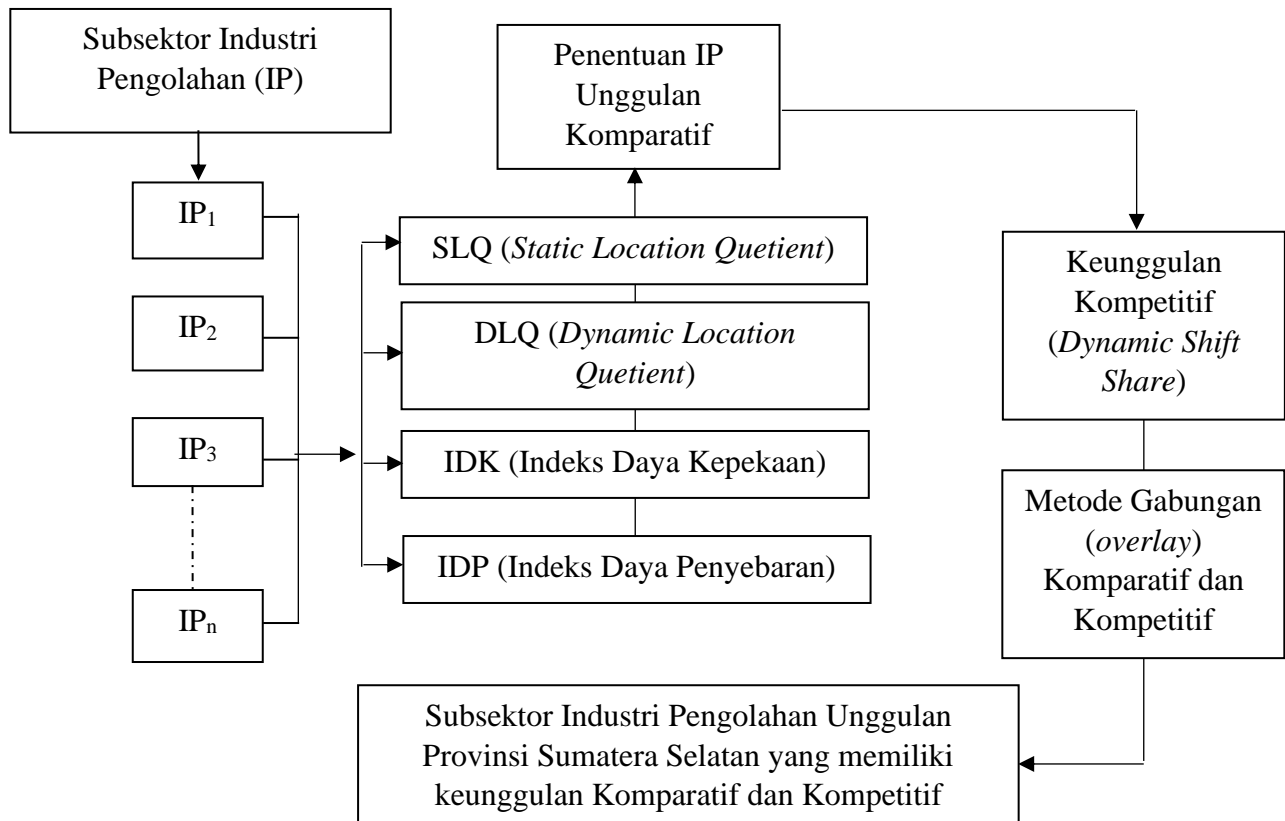 Subsektor Industri
Pengolahan (IP)
IP₁
IP₂
IP₃
IPₙ
SLQ (Static Location Quetient)
DLQ (Dynamic Location
Quetient)
IDK (Indeks Daya Kepekaan)
IDP (Indeks Daya Penyebaran)
Penentuan IP
Unggulan
Komparatif
Keunggulan
Kompetitif
(Dynamic Shift
Share)
Metode Gabungan
(overlay)
Komparatif dan
Kompetitif
Subsektor Industri Pengolahan Unggulan
Provinsi Sumatera Selatan yang memiliki
keunggulan Komparatif dan Kompetitif